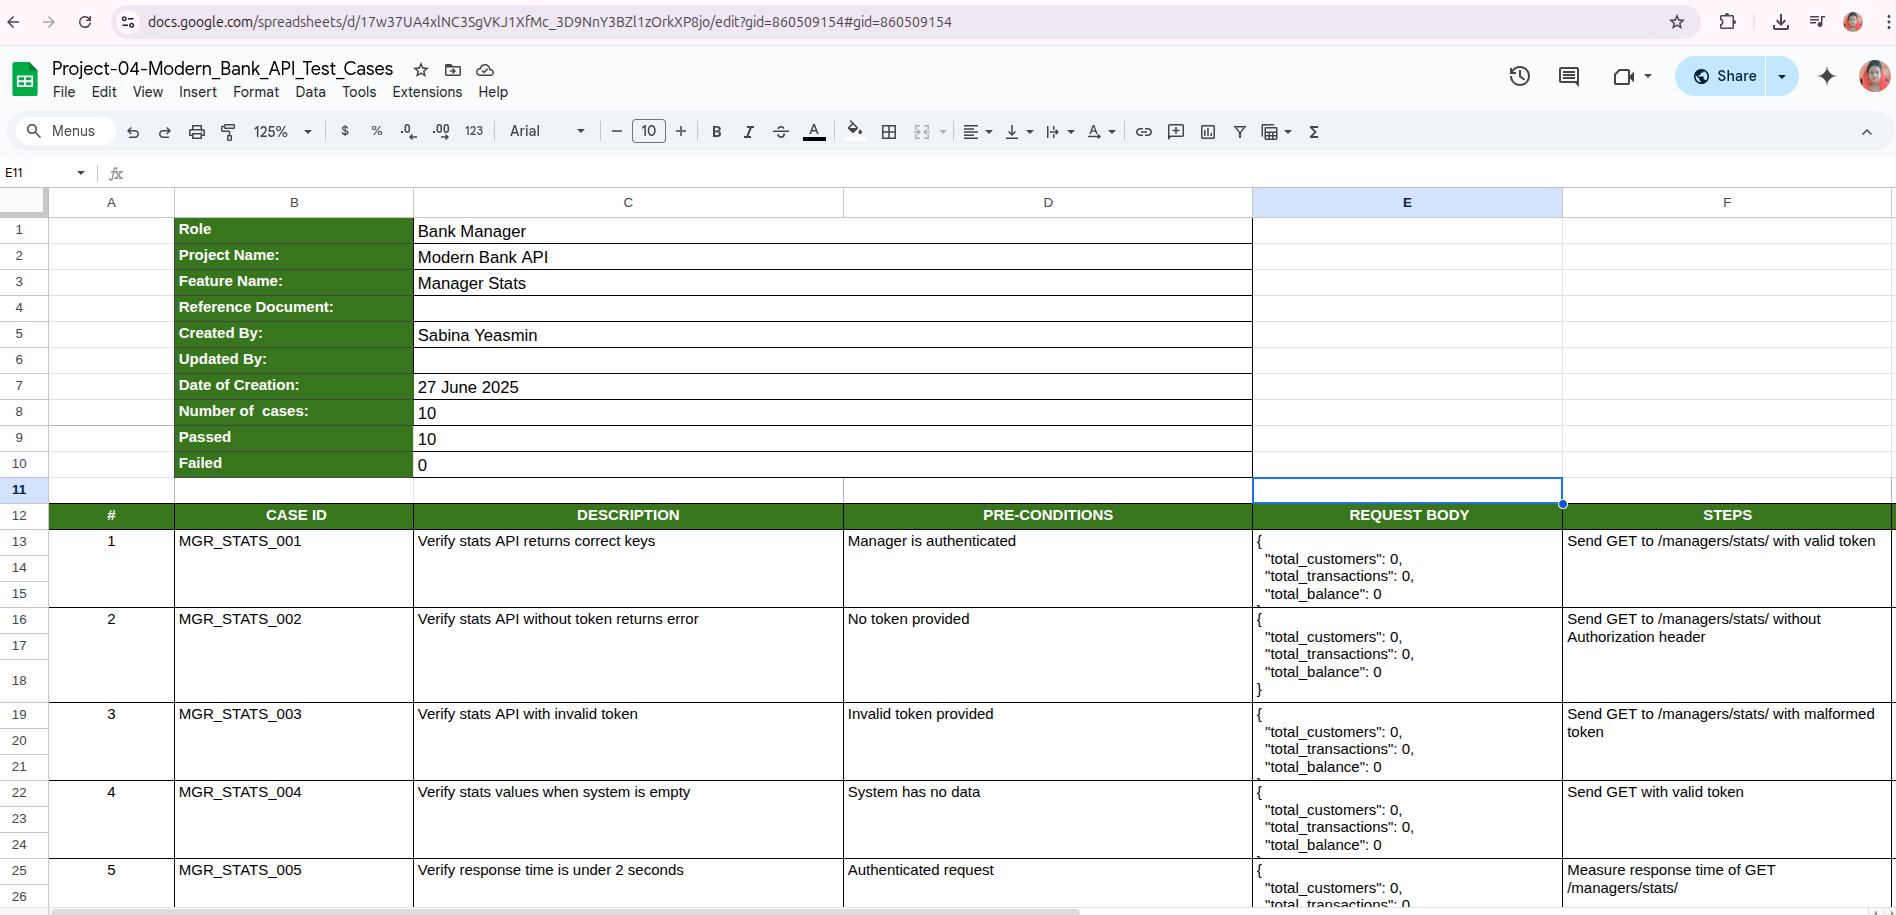 docs.google.com/spreadsheets/d/17w37UA4xlNC3SgVKJ1XfMc_3D9NnY3BZl1zOrkXP8jo/edit?gid=860509154#gid=860509154
Project-04-Modern_Bank_API_Test_Cases
File Edit View Insert Format Data Tools Extensions Help
Share
Menus 125% $ % .0 .00 123 Arial 10 B I S A Σ
E11 fx
A B C D E F
1 Role Bank Manager
2 Project Name: Modern Bank API
3 Feature Name: Manager Stats
4 Reference Document:
5 Created By: Sabina Yeasmin
6 Updated By:
7 Date of Creation: 27 June 2025
8 Number of  cases: 10
9 Passed 10
10 Failed 0
11
12 # CASE ID DESCRIPTION PRE-CONDITIONS REQUEST BODY STEPS
13 1 MGR_STATS_001 Verify stats API returns correct keys Manager is authenticated { Send GET to /managers/stats/ with valid token
"total_customers": 0,
14 "total_transactions": 0,
15 "total_balance": 0
16 2 MGR_STATS_002 Verify stats API without token returns error No token provided { Send GET to /managers/stats/ without
17 "total_customers": 0, Authorization header
"total_transactions": 0,
18 "total_balance": 0
}
19 3 MGR_STATS_003 Verify stats API with invalid token Invalid token provided { Send GET to /managers/stats/ with malformed
"total_customers": 0, token
20 "total_transactions": 0,
21 "total_balance": 0
22 4 MGR_STATS_004 Verify stats values when system is empty System has no data { Send GET with valid token
"total_customers": 0,
23 "total_transactions": 0,
24 "total_balance": 0
25 5 MGR_STATS_005 Verify response time is under 2 seconds Authenticated request { Measure response time of GET
26 "total_customers": 0, /managers/stats/
"total_transactions": 0